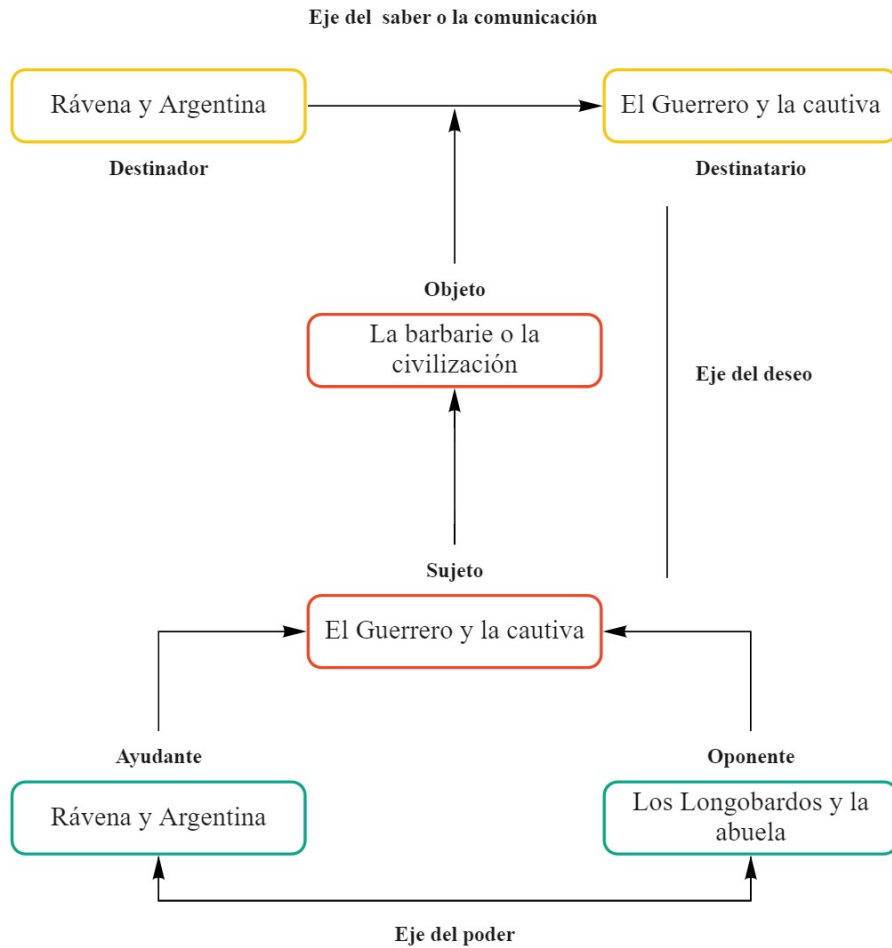 Eje del saber o la comunicación
Rávena y Argentina
El Guerrero y la cautiva
Destinador
Destinatario
Objeto
La barbarie o la
civilización
Eje del deseo
Sujeto
El Guerrero y la cautiva
Ayudante
Oponente
Rávena y Argentina
Los Longobardos y la
abuela
Eje del poder